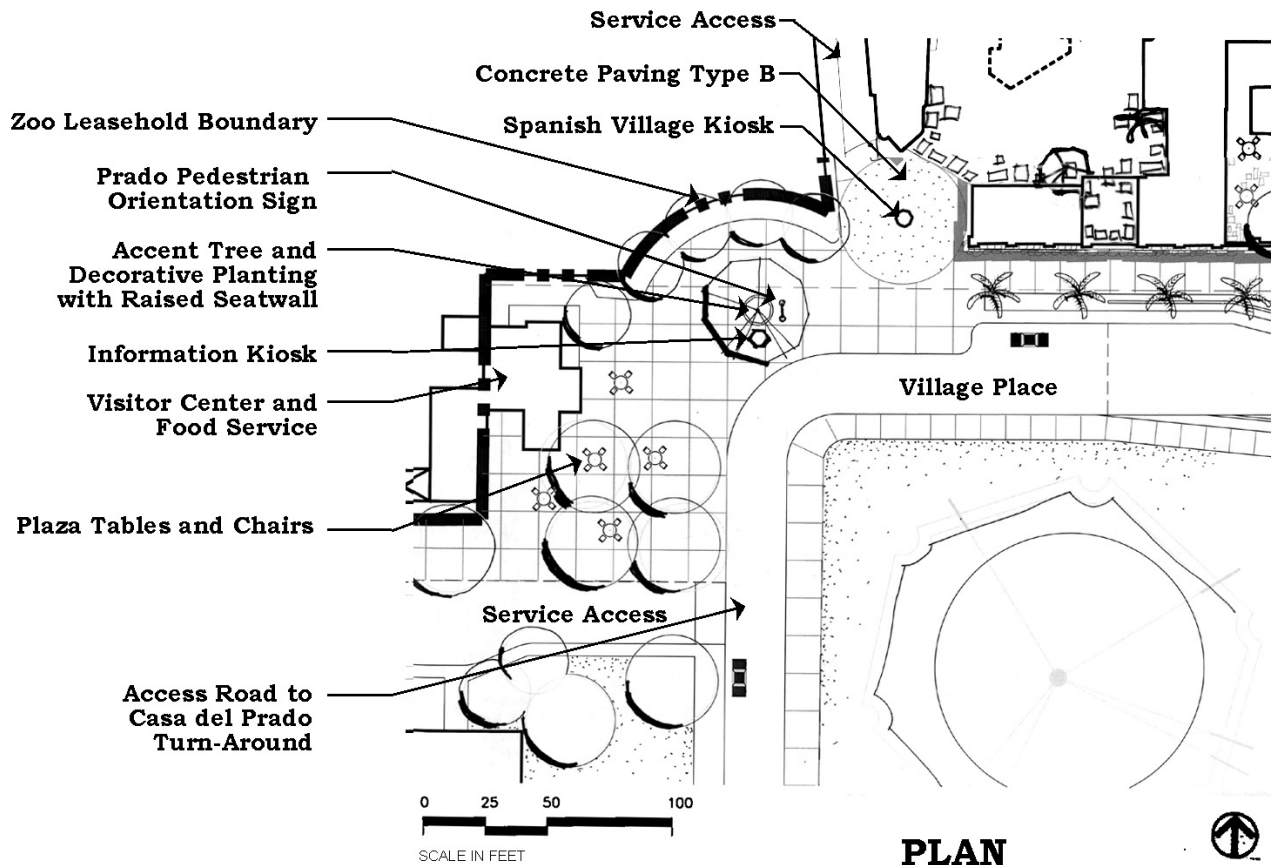 Service Access
Concrete Paving Type B
Spanish Village Kiosk
Zoo Leasehold Boundary
Prado Pedestrian
Orientation Sign
Accent Tree and
Decorative Planting
with Raised Seatwall
Information Kiosk
Visitor Center and
Food Service
Village Place
Plaza Tables and Chairs
Service Access
Access Road to
Casa del Prado
Turn-Around
0 25 50 100
SCALE IN FEET
PLAN